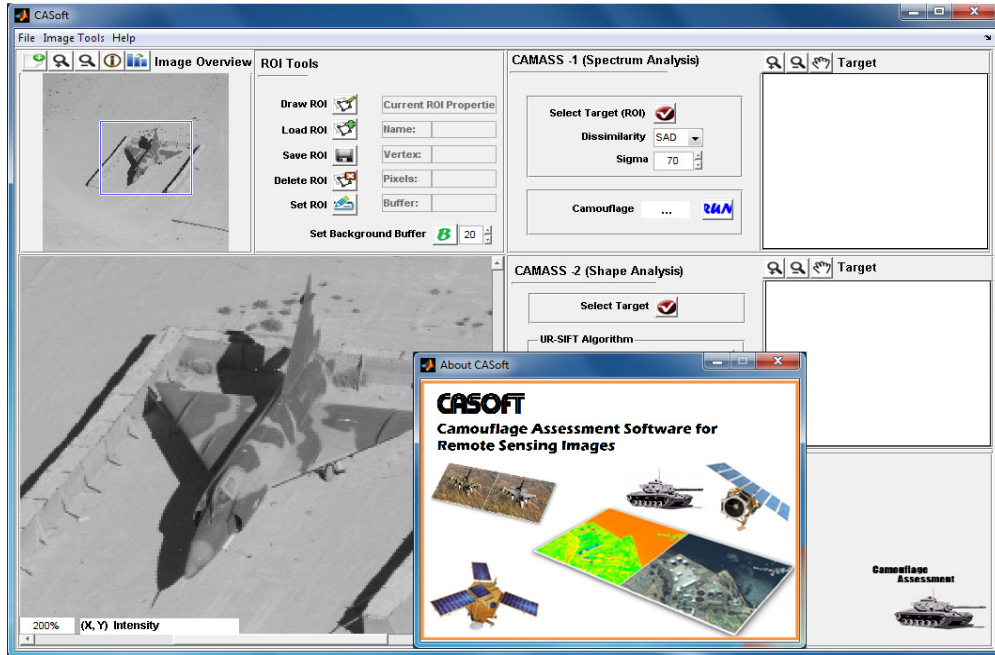 CASoft
File Image Tools Help
Image Overview
ROI Tools
Draw ROI
Load ROI
Save ROI
Delete ROI
Set ROI
Current ROI Propertie
Name:
Vertex:
Pixels:
Buffer:
Set Background Buffer B 20
CAMASS -1 (Spectrum Analysis)
Select Target (ROI)
Dissimilarity SAD
Sigma 70
Camouflage ... RUN
Target
CAMASS -2 (Shape Analysis)
Select Target
UR-SIFT Algorithm
Target
200% (X, Y) Intensity
About CASoft
CASOFT
Camouflage Assessment Software for
Remote Sensing Images
Camouflage
Assessment